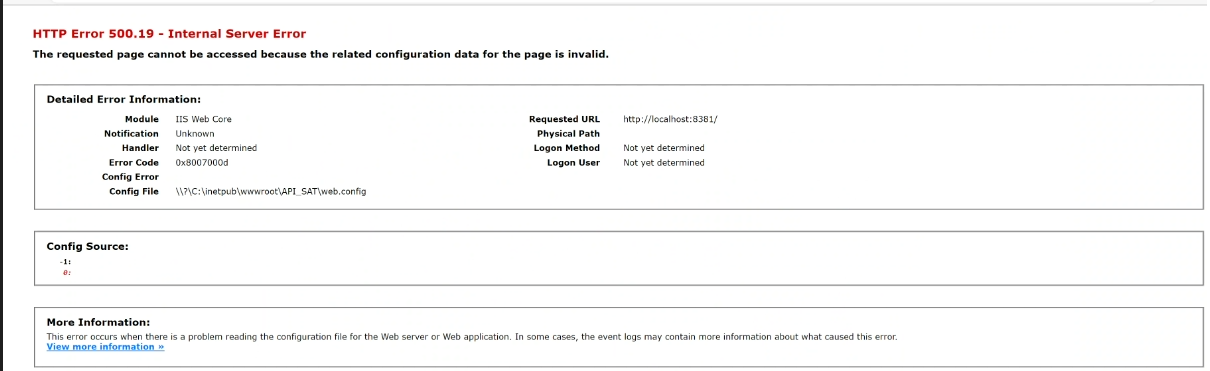 HTTP Error 500.19 - Internal Server Error
The requested page cannot be accessed because the related configuration data for the page is invalid.
Detailed Error Information:
Module IIS Web Core
Notification Unknown
Handler Not yet determined
Error Code 0x8007000d
Config Error
Config File \\?\C:\inetpub\wwwroot\API_SAT\web.config
Requested URL http://localhost:8381/
Physical Path
Logon Method Not yet determined
Logon User Not yet determined
Config Source:
-1:
0:
More Information:
This error occurs when there is a problem reading the configuration file for the Web server or Web application. In some cases, the event logs may contain more information about what caused this error.
View more information »